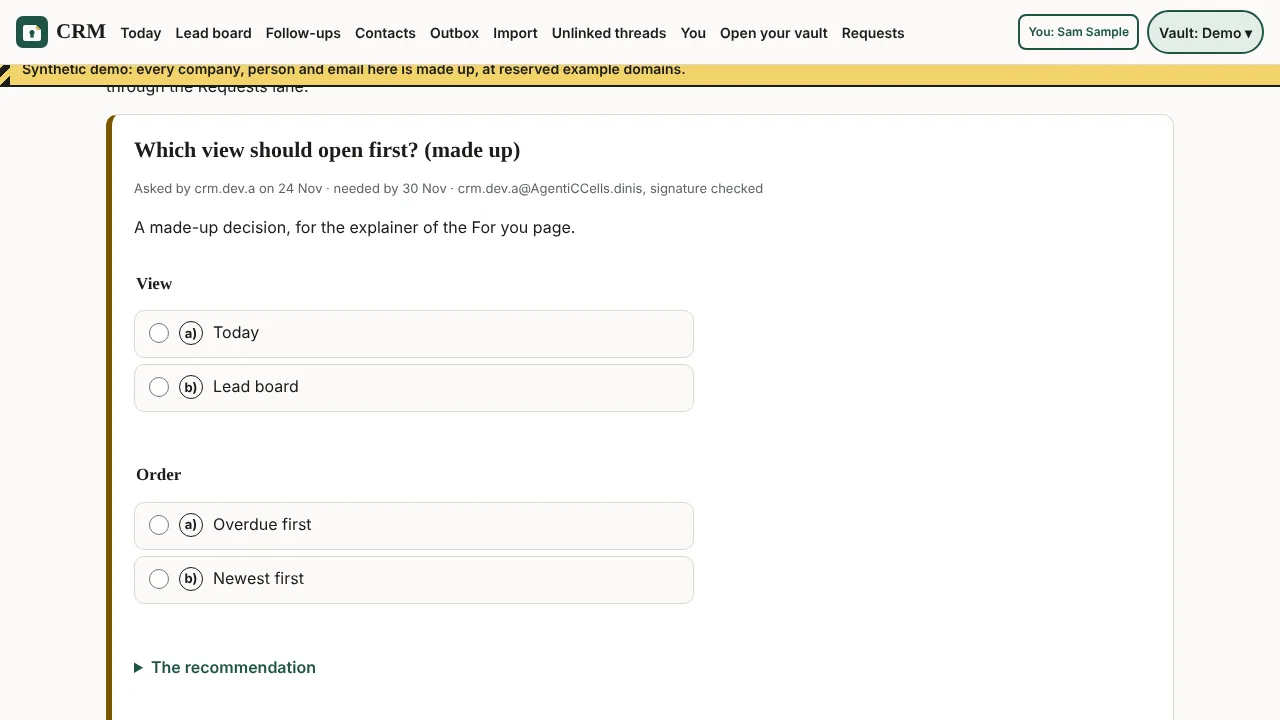 CRM Today Lead board Follow-ups Contacts Outbox Import Unlinked threads You Open your vault Requests You: Sam Sample Vault: Demo ▾
Synthetic demo: every company, person and email here is made up, at reserved example domains.
through the Requests lane.
Which view should open first? (made up)
Asked by crm.dev.a on 24 Nov · needed by 30 Nov · crm.dev.a@AgentiCCells.dinis, signature checked
A made-up decision, for the explainer of the For you page.
View
a) Today
b) Lead board
Order
a) Overdue first
b) Newest first
The recommendation